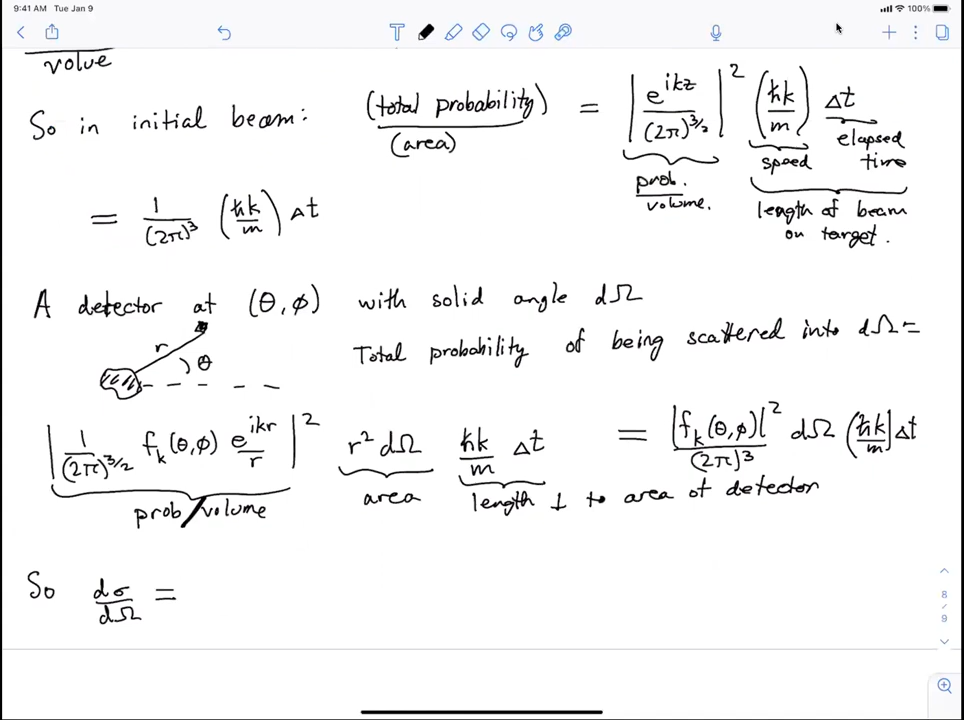 9:41 AM Tue Jan 9
100%
T
volve
So in initial beam: (total probability) / (area) = | e^{ikz} / (2π)^{3/2} |^2 (ħk / m) Δt
prob. / volume.
speed
elapsed time
length of beam on target.
= 1 / (2π)^3 (ħk / m) Δt
A detector at (θ, φ) with solid angle dΩ
r
θ
Total probability of being scattered into dΩ =
| 1 / (2π)^{3/2} f_k (θ, φ) e^{ikr} / r |^2 r^2 dΩ ħk / m Δt = |f_k (θ, φ)|^2 / (2π)^3 dΩ (ħk / m) Δt
prob/volume
area
length ⊥ to area of detector
So dσ / dΩ =
8
/
9